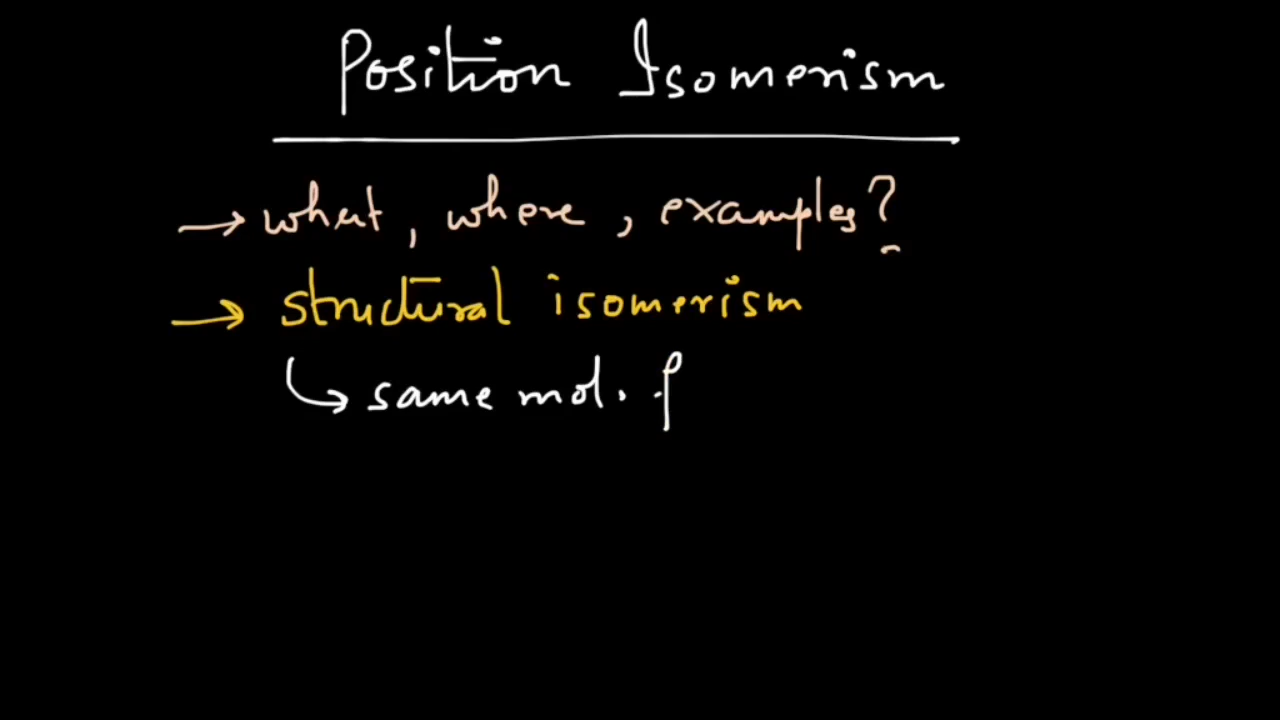 Position Isomerism
→ what, where, examples?
→ structural isomerism
↳ same mol. f